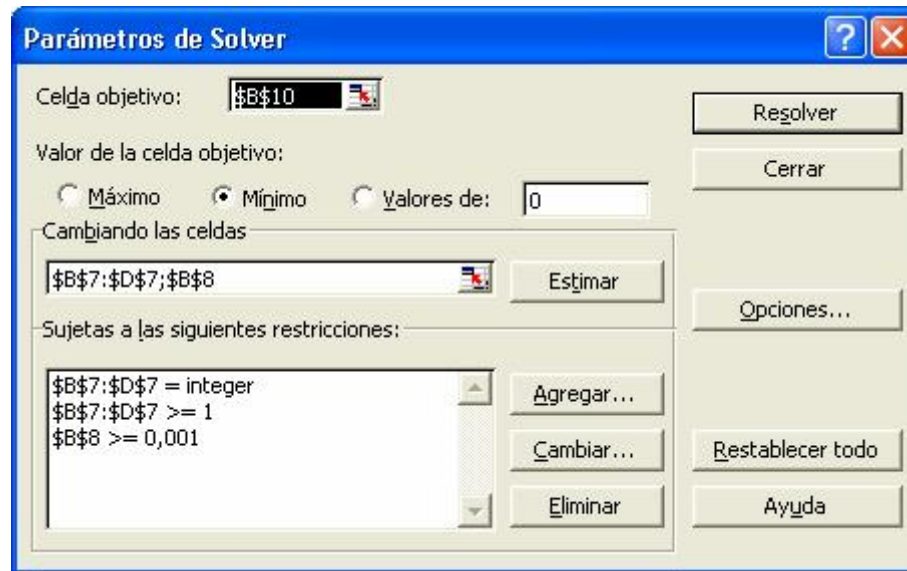 Parámetros de Solver
Celda objetivo: $B$10
Resolver
Valor de la celda objetivo:
Cerrar
Máximo Mínimo Valores de: 0
Cambiando las celdas
$B$7:$D$7;$B$8 Estimar
Opciones...
Sujetas a las siguientes restricciones:
$B$7:$D$7 = integer
$B$7:$D$7 >= 1
$B$8 >= 0,001
Agregar...
Cambiar...
Restablecer todo
Eliminar
Ayuda